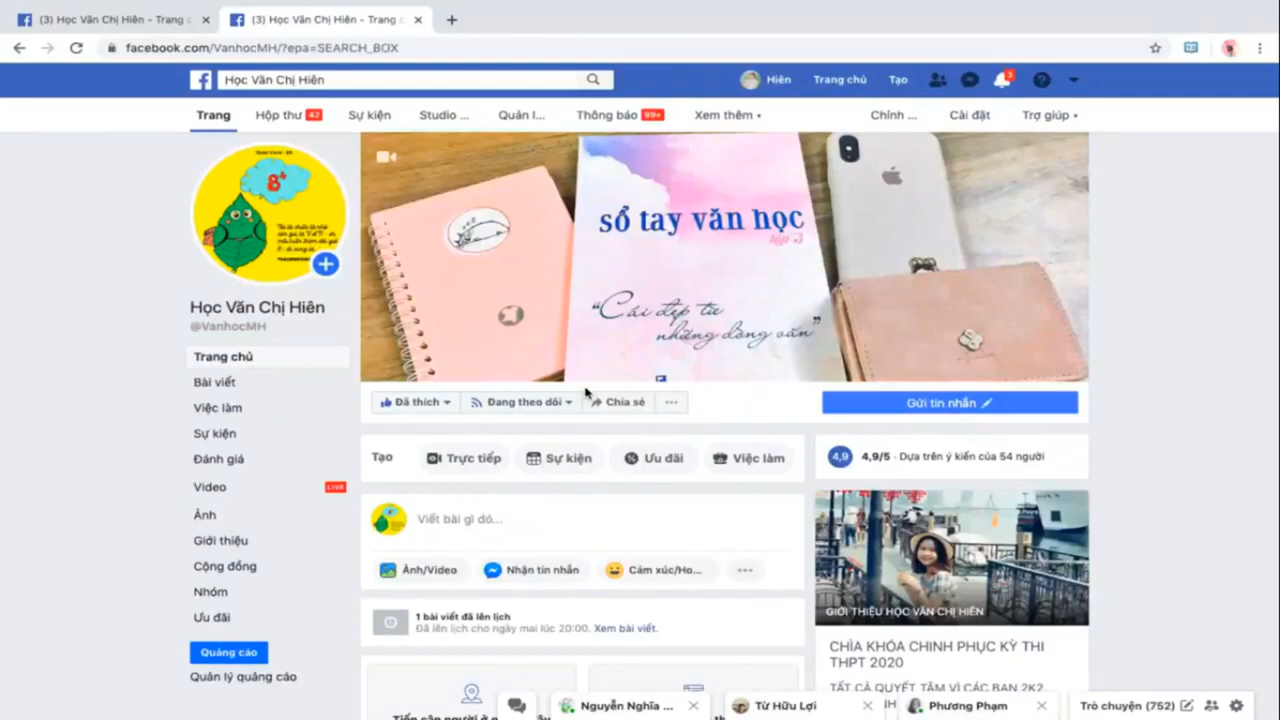 (3) Học Văn Chị Hiên - Trang c
(3) Học Văn Chị Hiên - Trang c
facebook.com/VanhocMH/?epa=SEARCH_BOX
Học Văn Chị Hiên
Hiên
Trang chủ
Tạo
3
Trang
Hộp thư 42
Sự kiện
Studio ...
Quản l...
Thông báo 99+
Xem thêm
Chỉnh ...
Cài đặt
Trợ giúp
8+
sổ tay văn học
tập 3
“Cái đẹp từ
những dòng văn”
Học Văn Chị Hiên
@VanhocMH
Trang chủ
Bài viết
Việc làm
Sự kiện
Đánh giá
Video LIVE
Ảnh
Giới thiệu
Cộng đồng
Nhóm
Ưu đãi
Quảng cáo
Quản lý quảng cáo
Đã thích
Đang theo dõi
Chia sẻ
...
Gửi tin nhắn
Tạo
Trực tiếp
Sự kiện
Ưu đãi
Việc làm
Viết bài gì đó...
Ảnh/Video
Nhận tin nhắn
Cảm xúc/Ho...
...
1 bài viết đã lên lịch
Đã lên lịch cho ngày mai lúc 20:00. Xem bài viết.
4,9
4,9/5 · Dựa trên ý kiến của 54 người
GIỚI THIỆU HỌC VĂN CHỊ HIÊN
CHÌA KHÓA CHINH PHỤC KỲ THI
THPT 2020
TẤT CẢ QUYẾT TÂM VÌ CÁC BẠN 2K2
Nguyễn Nghĩa ...
Từ Hữu Lợi
Phương Phạm
Trò chuyện (752)